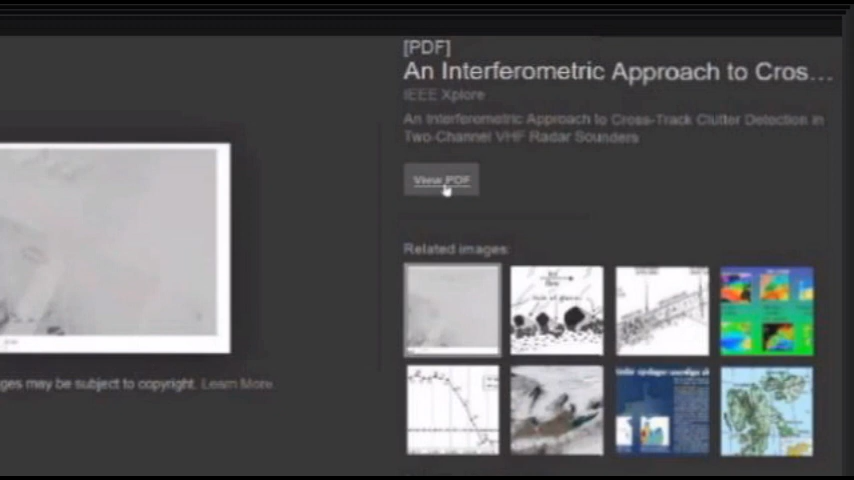 [PDF]
An Interferometric Approach to Cros...
IEEE Xplore
An Interferometric Approach to Cross-Track Clutter Detection in
Two-Channel VHF Radar Sounders
View PDF
Related images:
ges may be subject to copyright. Learn More